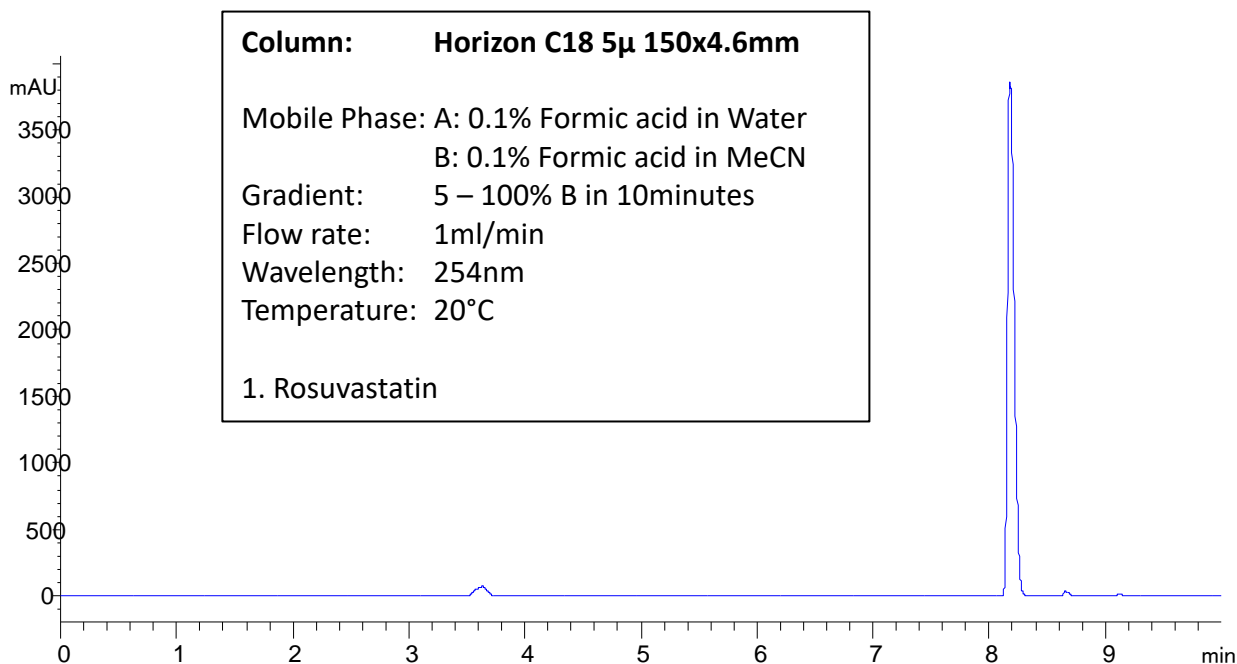 Column: Horizon C18 5µ 150x4.6mm
Mobile Phase: A: 0.1% Formic acid in Water
B: 0.1% Formic acid in MeCN
Gradient: 5 – 100% B in 10minutes
Flow rate: 1ml/min
Wavelength: 254nm
Temperature: 20°C
1. Rosuvastatin
mAU
3500
3000
2500
2000
1500
1000
500
0
0 1 2 3 4 5 6 7 8 9 min